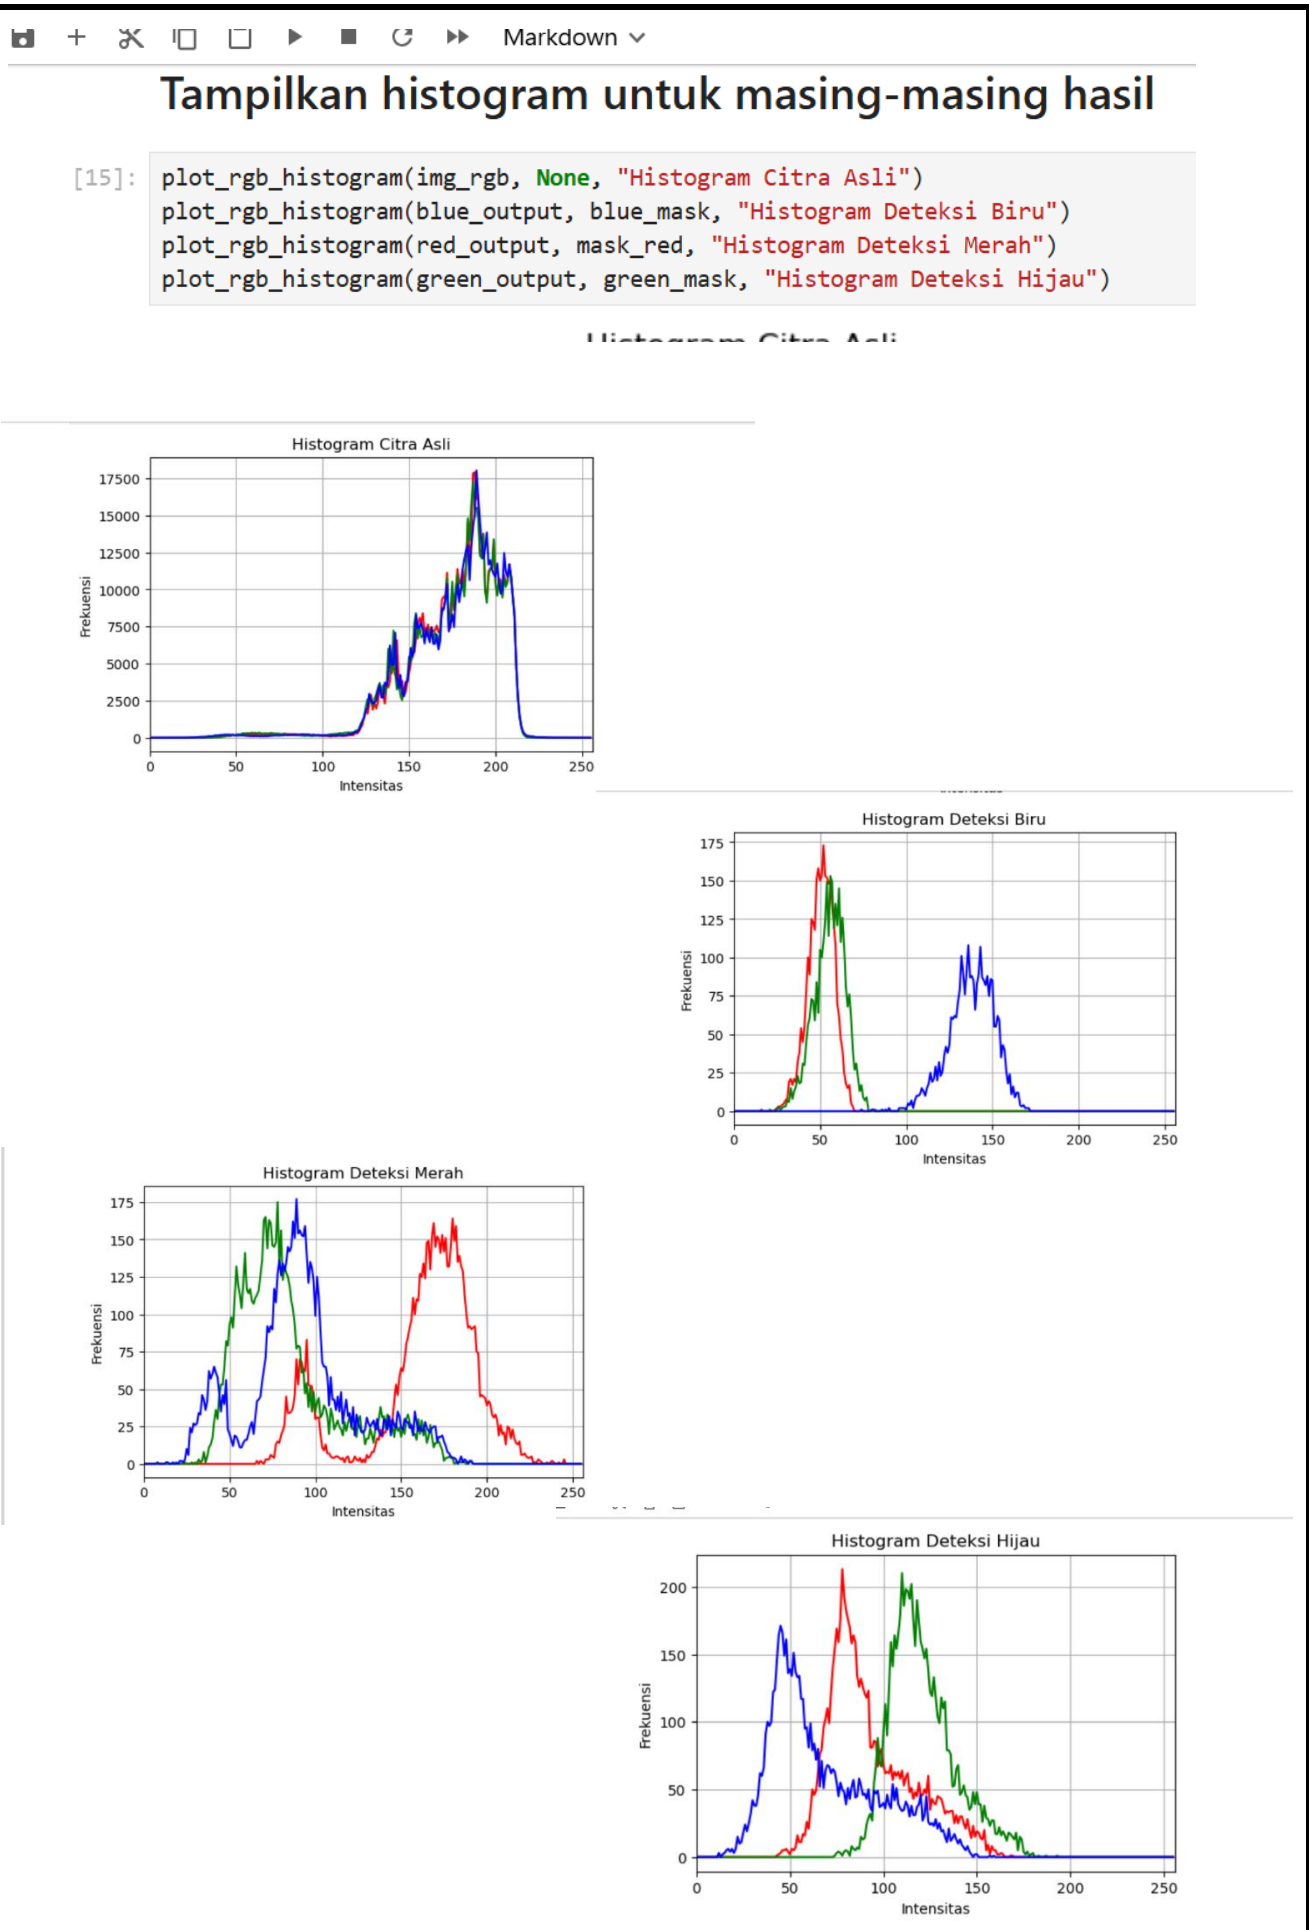 Markdown
Tampilkan histogram untuk masing-masing hasil
[15]:
plot_rgb_histogram(img_rgb, None, "Histogram Citra Asli")
plot_rgb_histogram(blue_output, blue_mask, "Histogram Deteksi Biru")
plot_rgb_histogram(red_output, mask_red, "Histogram Deteksi Merah")
plot_rgb_histogram(green_output, green_mask, "Histogram Deteksi Hijau")
Histogram Citra Asli
Histogram Citra Asli
17500
15000
12500
10000
7500
5000
2500
0
Frekuensi
0 50 100 150 200 250
Intensitas
Histogram Deteksi Biru
175
150
125
100
75
50
25
0
Frekuensi
0 50 100 150 200 250
Intensitas
Histogram Deteksi Merah
175
150
125
100
75
50
25
0
Frekuensi
0 50 100 150 200 250
Intensitas
Histogram Deteksi Hijau
200
150
100
50
0
Frekuensi
0 50 100 150 200 250
Intensitas